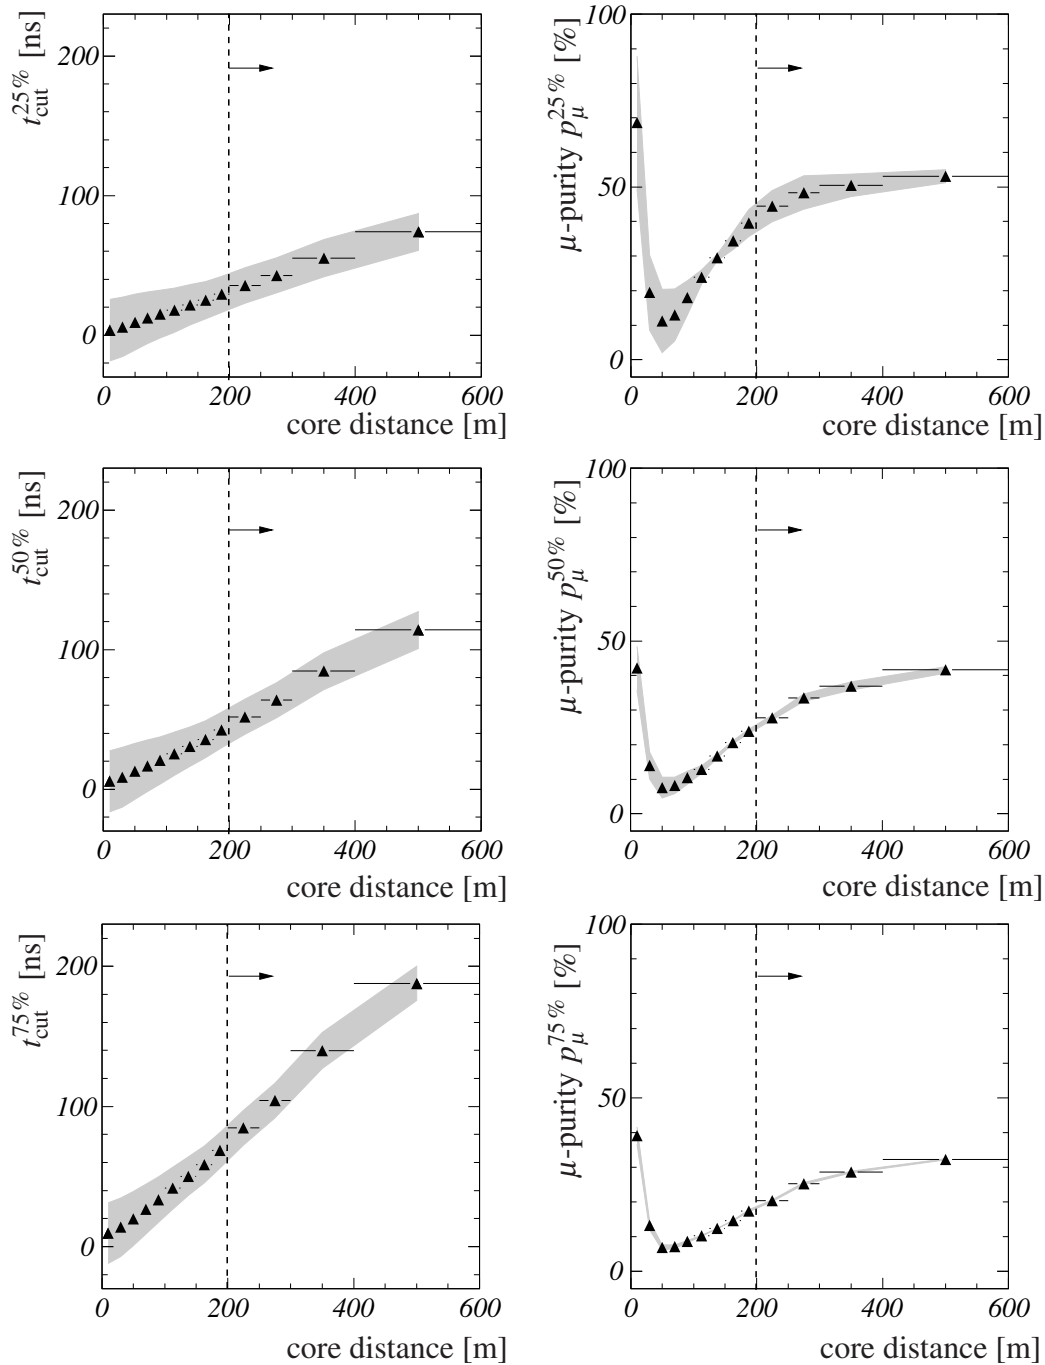 t_cut^25% [ns]
200
100
0
0 200 400 600
core distance [m]
μ-purity p_μ^25% [%]
100
50
0
0 200 400 600
core distance [m]
t_cut^50% [ns]
200
100
0
0 200 400 600
core distance [m]
μ-purity p_μ^50% [%]
100
50
0
0 200 400 600
core distance [m]
t_cut^75% [ns]
200
100
0
0 200 400 600
core distance [m]
μ-purity p_μ^75% [%]
100
50
0
0 200 400 600
core distance [m]